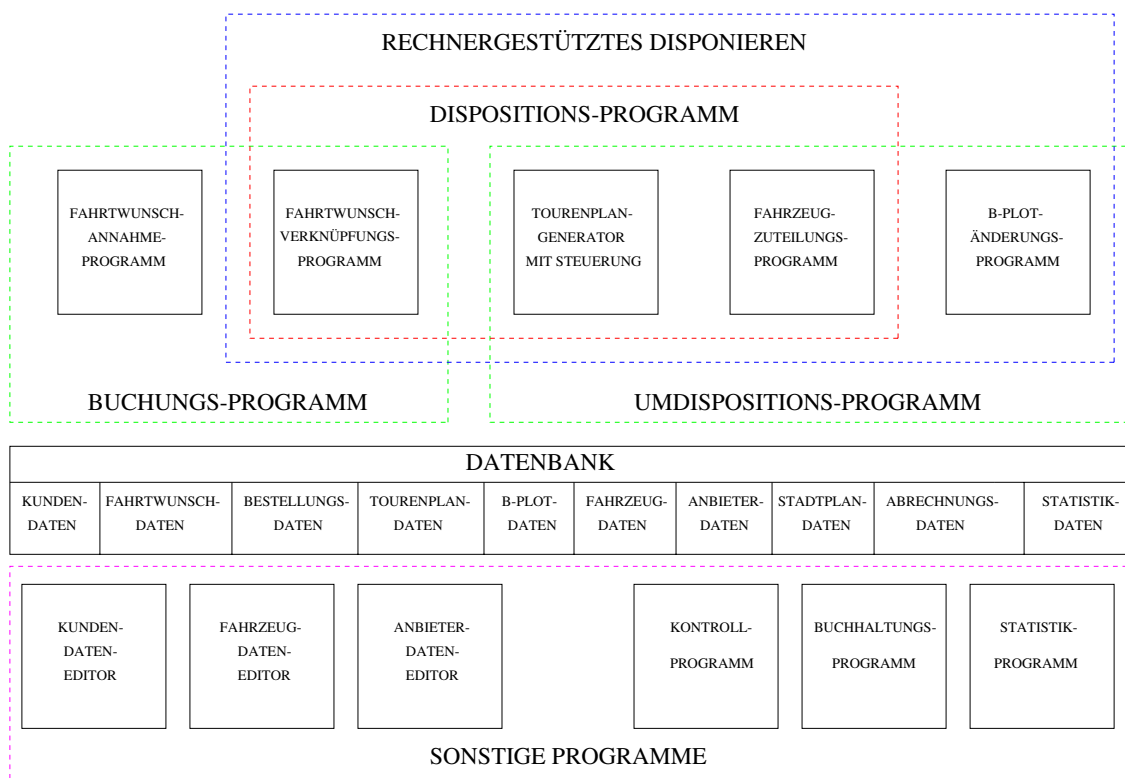 RECHNERGESTÜTZTES DISPONIEREN
DISPOSITIONS-PROGRAMM
FAHRTWUNSCH-
ANNAHME-
PROGRAMM
FAHRTWUNSCH-
VERKNÜPFUNGS-
PROGRAMM
TOURENPLAN-
GENERATOR
MIT STEUERUNG
FAHRZEUG-
ZUTEILUNGS-
PROGRAMM
B-PLOT-
ÄNDERUNGS-
PROGRAMM
BUCHUNGS-PROGRAMM
UMDISPOSITIONS-PROGRAMM
DATENBANK
KUNDEN-
DATEN
FAHRTWUNSCH-
DATEN
BESTELLUNGS-
DATEN
TOURENPLAN-
DATEN
B-PLOT-
DATEN
FAHRZEUG-
DATEN
ANBIETER-
DATEN
STADTPLAN-
DATEN
ABRECHNUNGS-
DATEN
STATISTIK-
DATEN
KUNDEN-
DATEN-
EDITOR
FAHRZEUG-
DATEN-
EDITOR
ANBIETER-
DATEN-
EDITOR
KONTROLL-
PROGRAMM
BUCHHALTUNGS-
PROGRAMM
STATISTIK-
PROGRAMM
SONSTIGE PROGRAMME